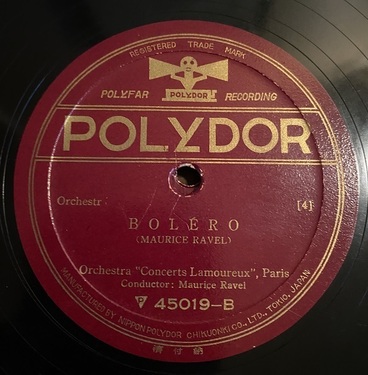 REGISTERED TRADE MARK
POLYDOR
POLYFAR RECORDING
POLYDOR
Orchestr [4]
BOLÉRO
(MAURICE RAVEL)
Orchestra "Concerts Lamoureux", Paris
Conductor: Maurice Ravel
P 45019-B
MANUFACTURED BY NIPPON POLYDOR CHIKUONKI CO., LTD., TOKIO, JAPAN